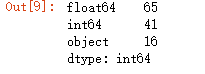 Out[9]: float64    65
int64      41
object     16
dtype: int64